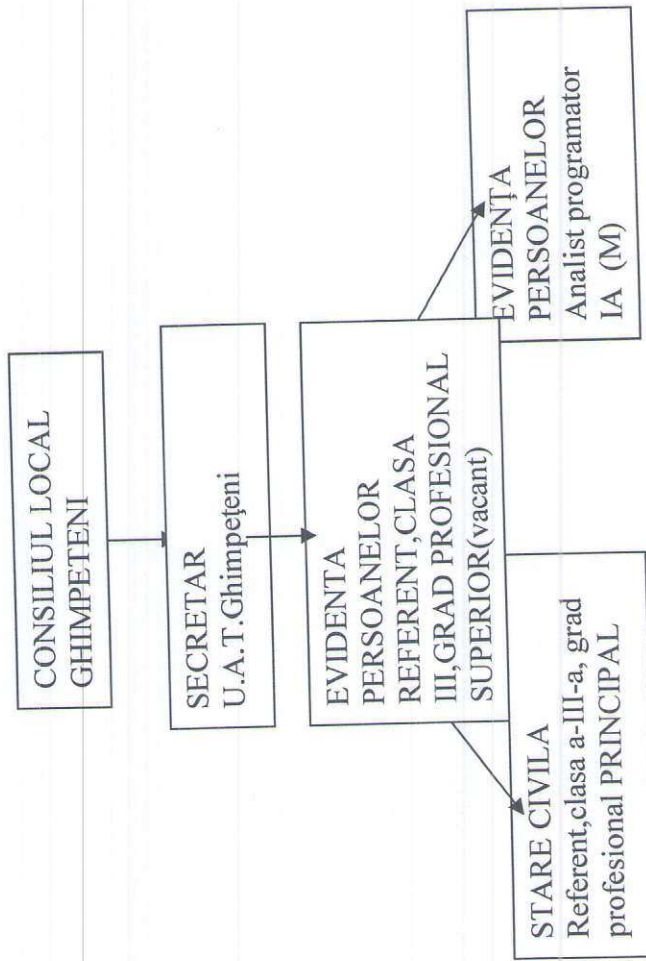 CONSILIUL LOCAL
GHIMPETENI
SECRETAR
U.A.T.Ghimpeţeni
EVIDENTA
PERSOANELOR
REFERENT,CLASA
III,GRAD PROFESIONAL
SUPERIOR(vacant)
STARE CIVILA
Referent,clasa a-III-a, grad
profesional PRINCIPAL
EVIDENŢA
PERSOANELOR
Analist programator
IA (M)